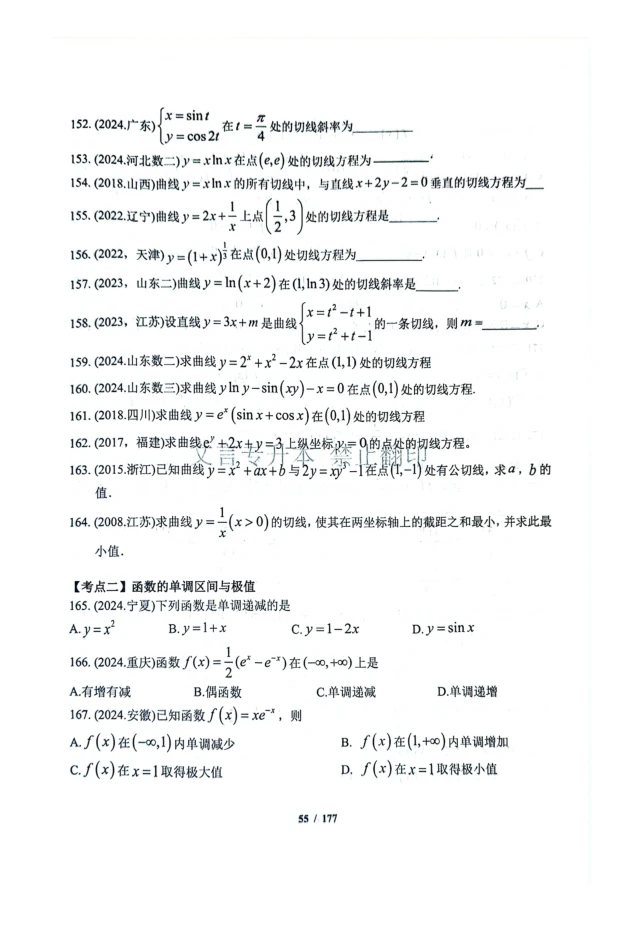 152. (2024.广东) { x = sin t, y = cos 2t 在 t = π/4 处的切线斜率为__________
153. (2024.河北数二) y = x ln x 在点 (e,e) 处的切线方程为__________.
154. (2018.山西)曲线 y = x ln x 的所有切线中，与直线 x + 2y − 2 = 0 垂直的切线方程为___
155. (2022.辽宁)曲线 y = 2x + 1/x 上点 (1/2, 3) 处的切线方程是________.
156. (2022，天津) y = (1 + x)^(1/3) 在点 (0,1) 处切线方程为__________.
157. (2023，山东二)曲线 y = ln(x + 2) 在 (1, ln 3) 处的切线斜率是_______.
158. (2023，江苏)设直线 y = 3x + m 是曲线 { x = t² − t + 1, y = t² + t − 1 的一条切线，则 m = ________.
159. (2024.山东数二)求曲线 y = 2^x + x² − 2x 在点 (1,1) 处的切线方程
160. (2024.山东数三)求曲线 y ln y − sin(xy) − x = 0 在点 (0,1) 处的切线方程.
161. (2018.四川)求曲线 y = e^x (sin x + cos x) 在 (0,1) 处的切线方程
162. (2017，福建)求曲线 e^y + 2x + y = 3 上纵坐标 y = 0 的点处的切线方程。
文言专升本 禁止翻印
163. (2015.浙江)已知曲线 y = x² + ax + b 与 2y = xy³ − 1 在点 (1, −1) 处有公切线，求 a，b 的
值.
164. (2008.江苏)求曲线 y = 1/x (x > 0) 的切线，使其在两坐标轴上的截距之和最小，并求此最
小值.
【考点二】函数的单调区间与极值
165. (2024.宁夏)下列函数是单调递减的是
A. y = x² B. y = 1 + x C. y = 1 − 2x D. y = sin x
166. (2024.重庆)函数 f(x) = 1/2 (e^x − e^(−x)) 在 (−∞, +∞) 上是
A.有增有减 B.偶函数 C.单调递减 D.单调递增
167. (2024.安徽)已知函数 f(x) = xe^(−x)，则
A. f(x) 在 (−∞,1) 内单调减少 B. f(x) 在 (1,+∞) 内单调增加
C. f(x) 在 x = 1 取得极大值 D. f(x) 在 x = 1 取得极小值
55 / 177